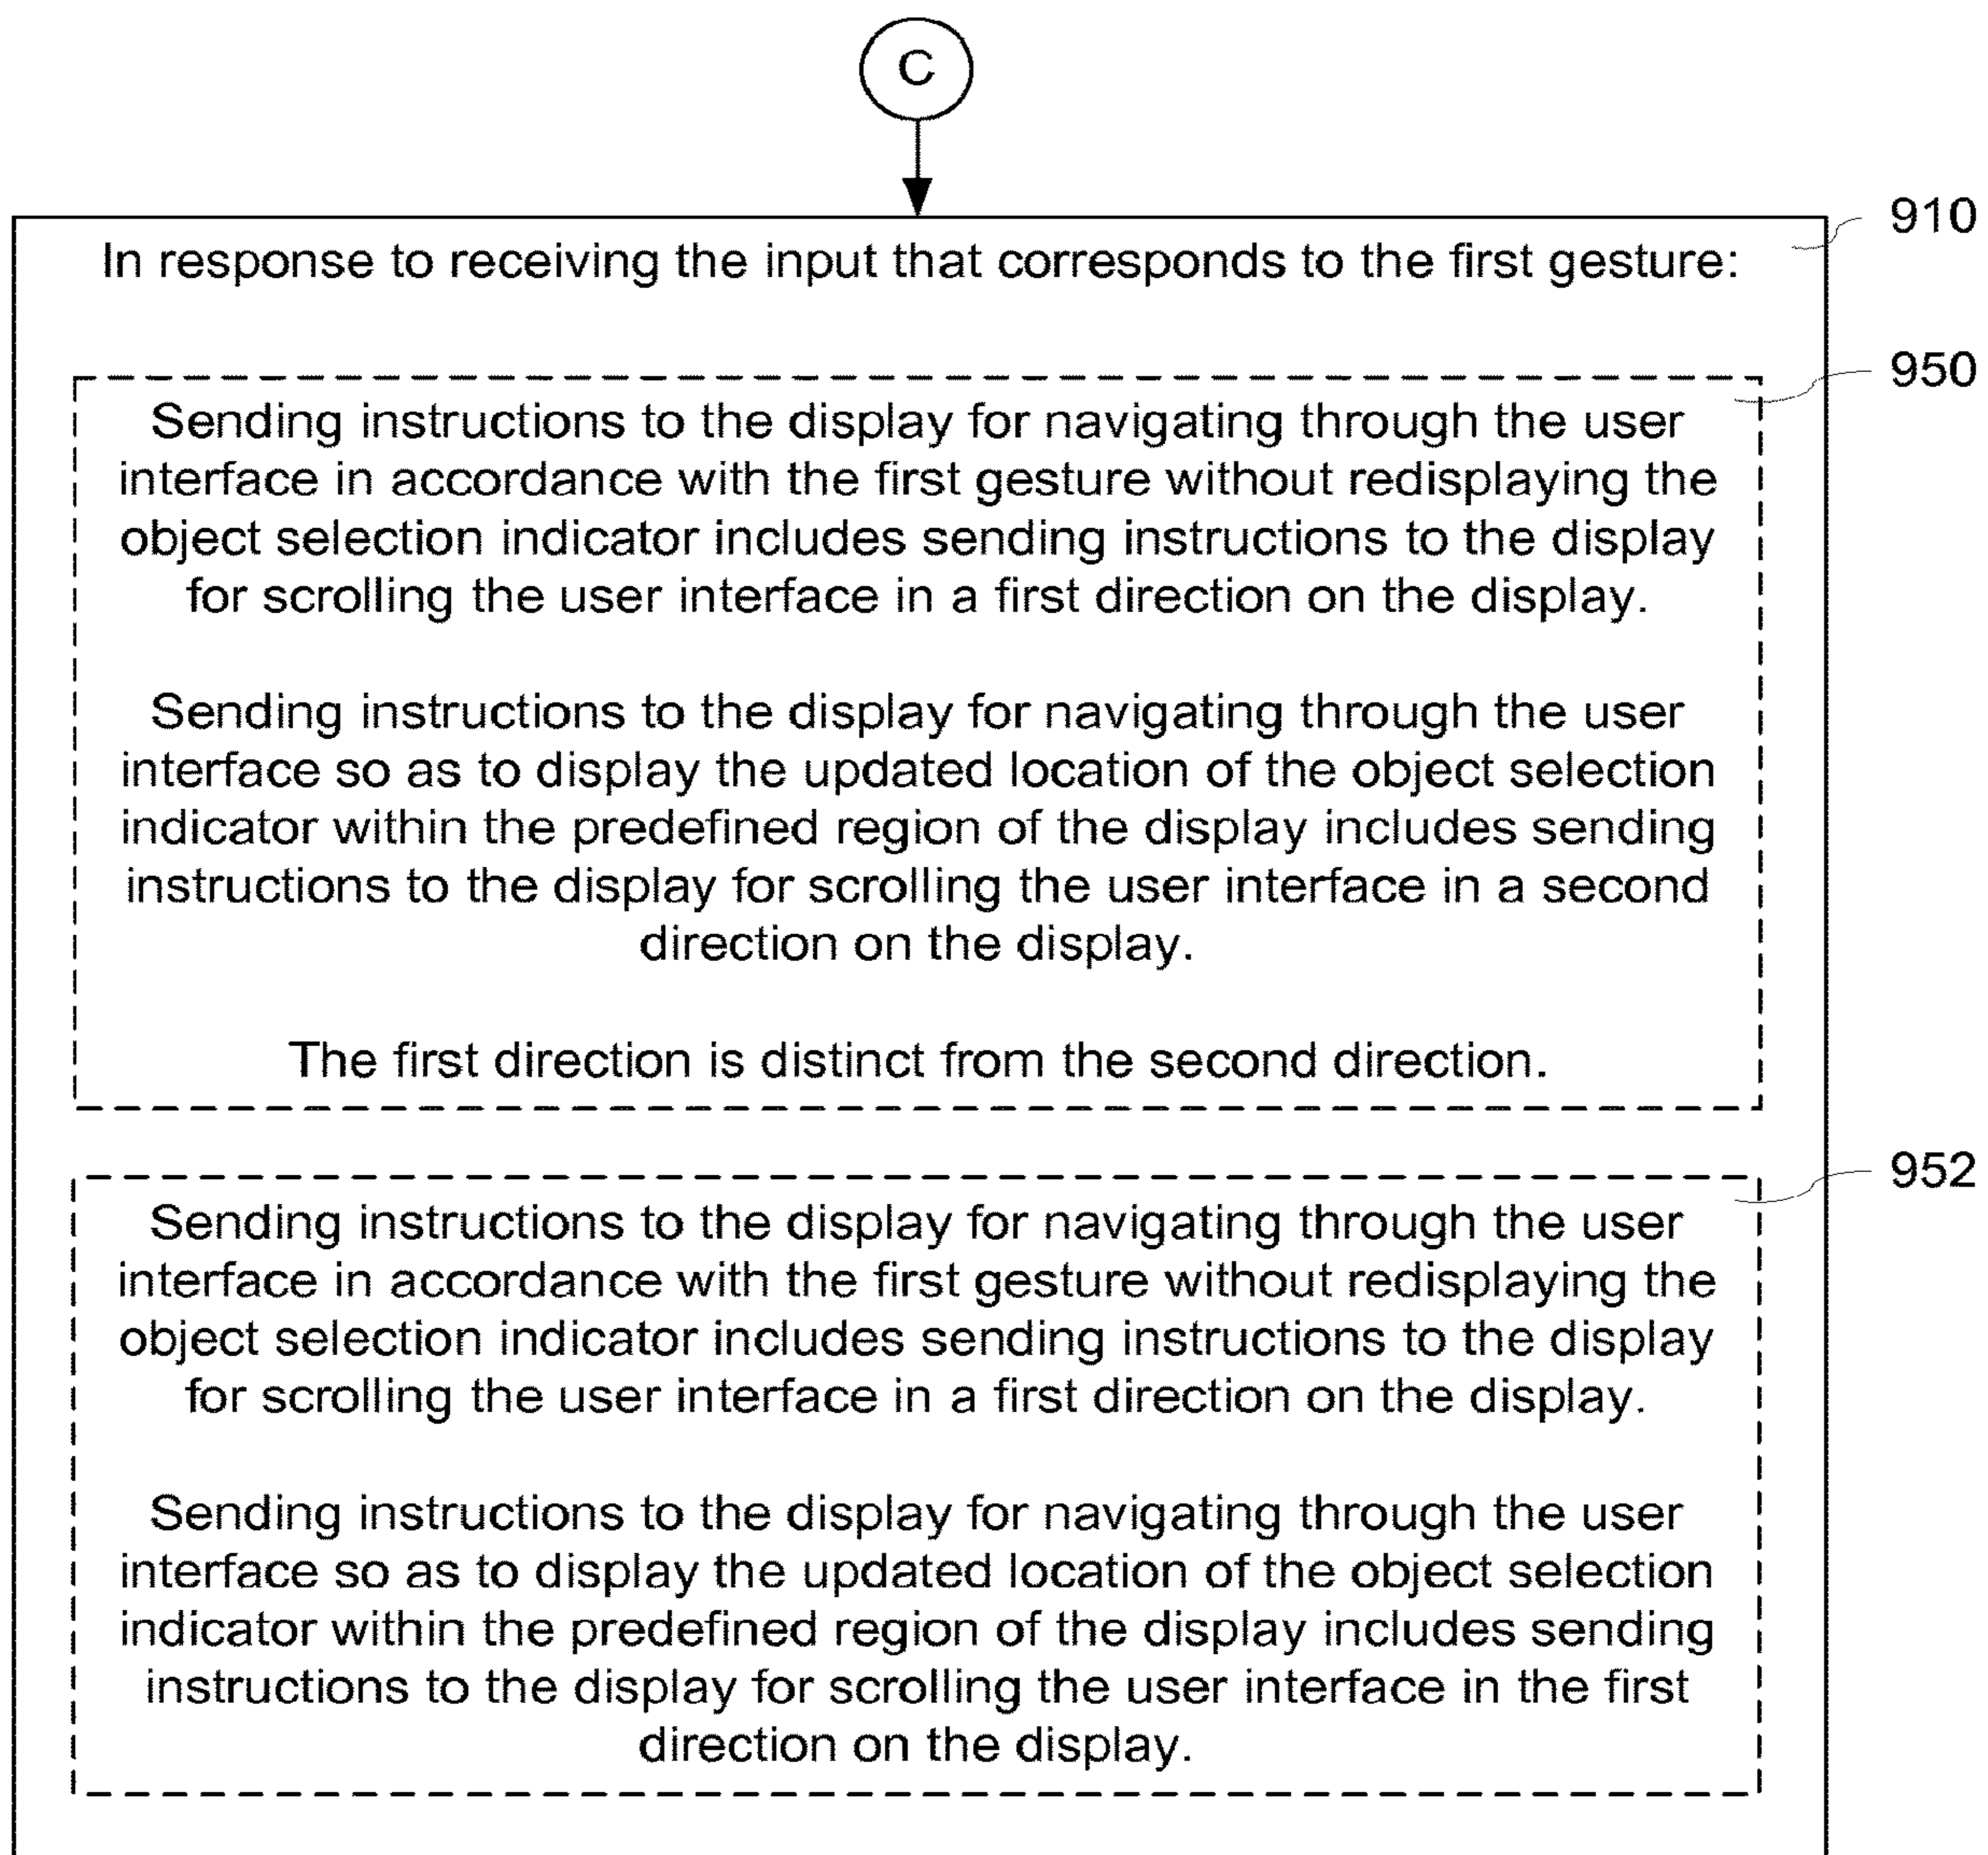 C
910
In response to receiving the input that corresponds to the first gesture:
950
Sending instructions to the display for navigating through the user
interface in accordance with the first gesture without redisplaying the
object selection indicator includes sending instructions to the display
for scrolling the user interface in a first direction on the display.
Sending instructions to the display for navigating through the user
interface so as to display the updated location of the object selection
indicator within the predefined region of the display includes sending
instructions to the display for scrolling the user interface in a second
direction on the display.
The first direction is distinct from the second direction.
952
Sending instructions to the display for navigating through the user
interface in accordance with the first gesture without redisplaying the
object selection indicator includes sending instructions to the display
for scrolling the user interface in a first direction on the display.
Sending instructions to the display for navigating through the user
interface so as to display the updated location of the object selection
indicator within the predefined region of the display includes sending
instructions to the display for scrolling the user interface in the first
direction on the display.